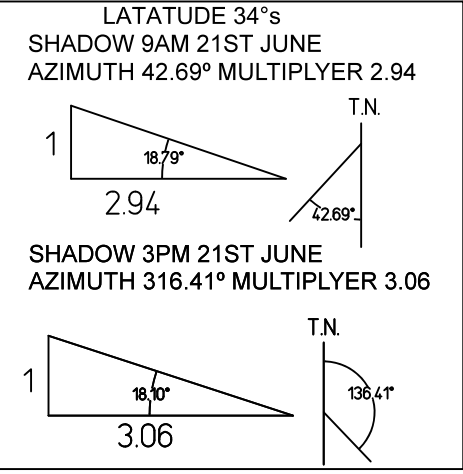 LATATUDE 34°s
SHADOW 9AM 21ST JUNE
AZIMUTH 42.69º MULTIPLYER 2.94
T.N.
1
18.79°
2.94
42.69°
SHADOW 3PM 21ST JUNE
AZIMUTH 316.41º MULTIPLYER 3.06
T.N.
1
18.10°
136.41°
3.06